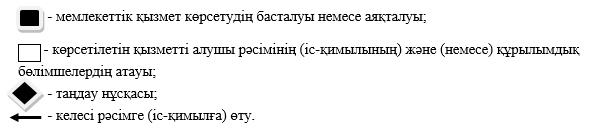 - мемлекеттік қызмет көрсетудің басталуы немесе аяқталуы;
- көрсетілетін қызметті алушы рәсімінің (іс-қимылының) және (немесе) құрылымдық
бөлімшелердің атауы;
- таңдау нұсқасы;
- келесі рәсімге (іс-қимылға) өту.